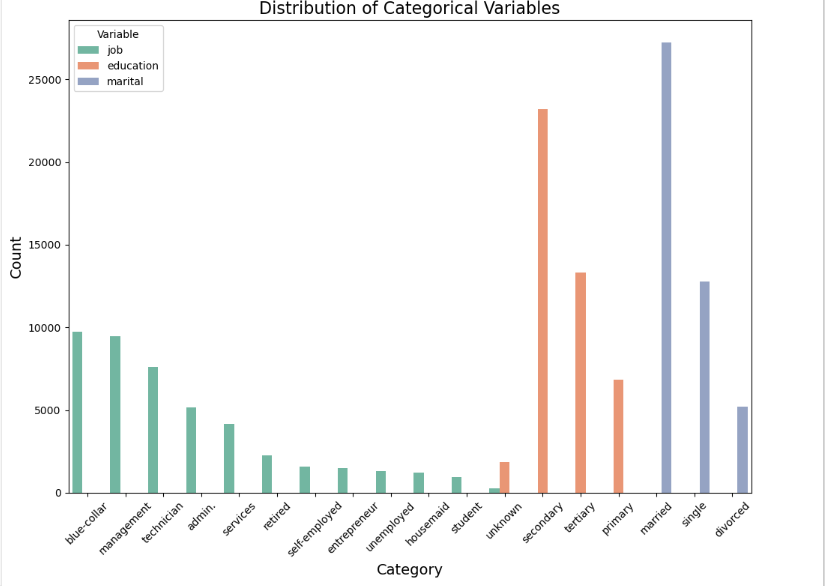 Distribution of Categorical Variables
Variable
job
education
marital
Count
25000
20000
15000
10000
5000
0
blue-collar
management
technician
admin.
services
retired
self-employed
entrepreneur
unemployed
housemaid
student
unknown
secondary
tertiary
primary
married
single
divorced
Category